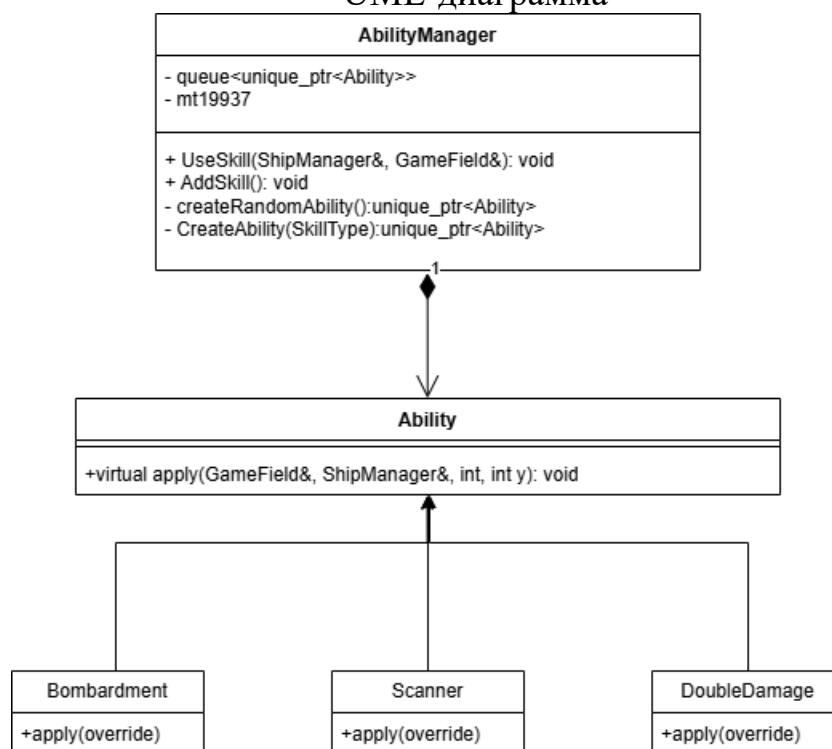 UML-диаграмма
AbilityManager
- queue<unique_ptr<Ability>>
- mt19937
+ UseSkill(ShipManager&, GameField&): void
+ AddSkill(): void
- createRandomAbility():unique_ptr<Ability>
- CreateAbility(SkillType):unique_ptr<Ability>
1
Ability
+virtual apply(GameField&, ShipManager&, int, int y): void
Bombardment
+apply(override)
Scanner
+apply(override)
DoubleDamage
+apply(override)